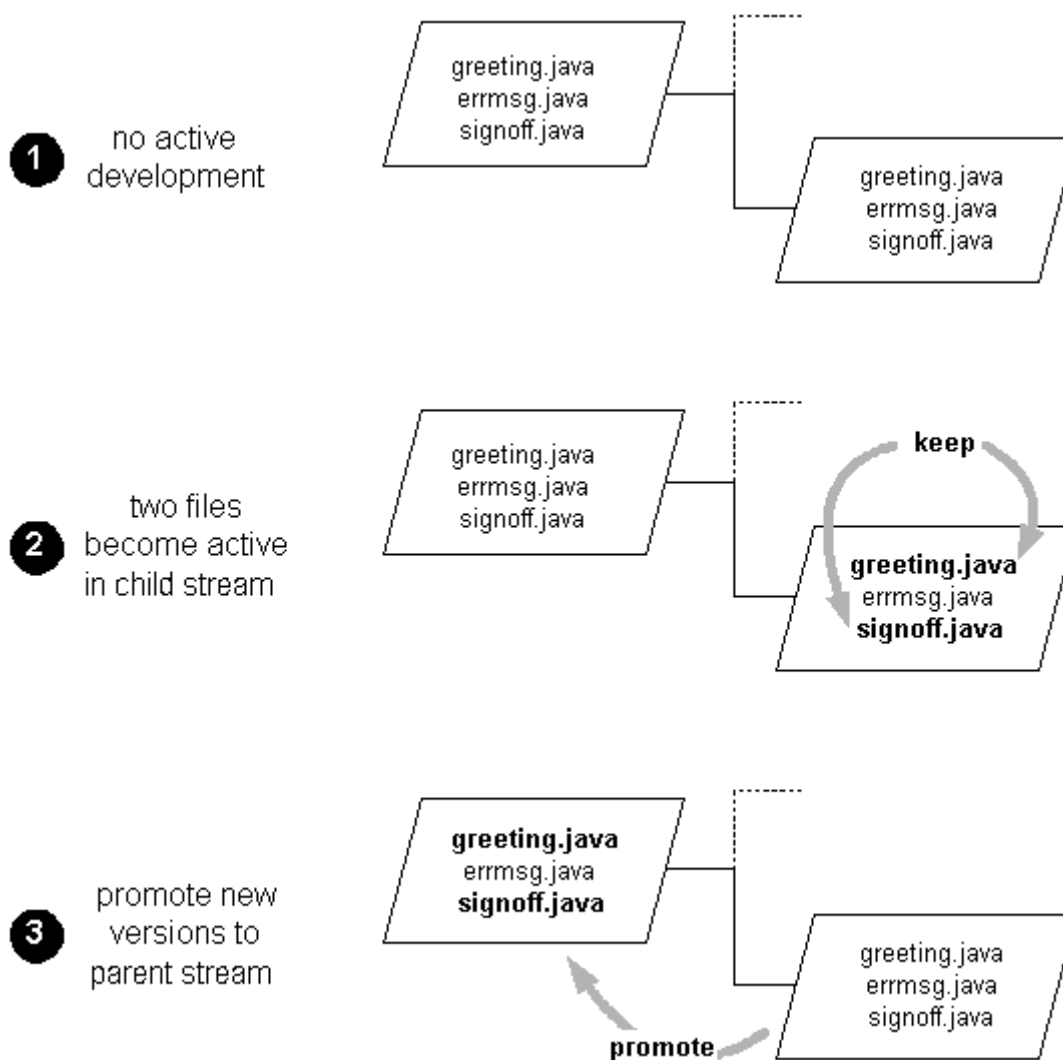 1
no active
development
greeting.java
errmsg.java
signoff.java
greeting.java
errmsg.java
signoff.java
2
two files
become active
in child stream
greeting.java
errmsg.java
signoff.java
keep
greeting.java
errmsg.java
signoff.java
3
promote new
versions to
parent stream
greeting.java
errmsg.java
signoff.java
greeting.java
errmsg.java
signoff.java
promote